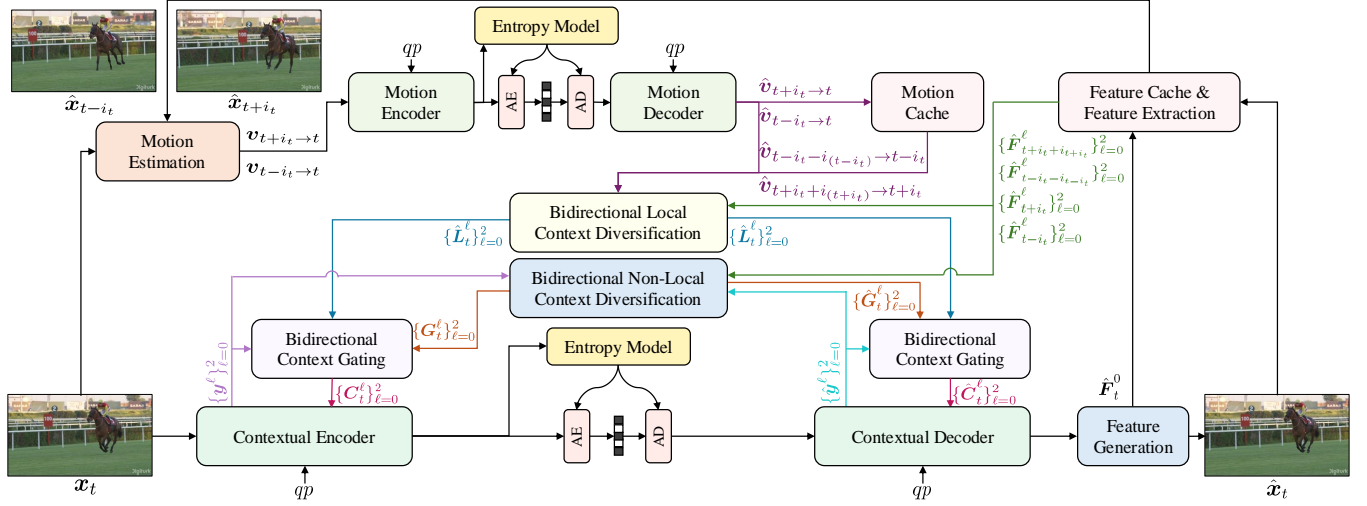 x̂_{t−i_t}
x̂_{t+i_t}
Entropy Model
qp
qp
Motion
Encoder
AE
AD
Motion
Decoder
Motion
Cache
Feature Cache &
Feature Extraction
Motion
Estimation
v_{t+i_t→t}
v_{t−i_t→t}
v̂_{t+i_t→t}
v̂_{t−i_t→t}
v̂_{t−i_t−i_{(t−i_t)}→t−i_t}
v̂_{t+i_t+i_{(t+i_t)}→t+i_t}
{F̂^ℓ_{t+i_t+i_{t+i_t}}}^2_{ℓ=0}
{F̂^ℓ_{t−i_t−i_{t−i_t}}}^2_{ℓ=0}
{F̂^ℓ_{t+i_t}}^2_{ℓ=0}
{F̂^ℓ_{t−i_t}}^2_{ℓ=0}
Bidirectional Local
Context Diversification
{L̂^ℓ_t}^2_{ℓ=0}
{L̂^ℓ_t}^2_{ℓ=0}
Bidirectional Non-Local
Context Diversification
{G^ℓ_t}^2_{ℓ=0}
{Ĝ^ℓ_t}^2_{ℓ=0}
Bidirectional
Context Gating
Entropy Model
Bidirectional
Context Gating
{y^ℓ}^2_{ℓ=0}
{C^ℓ_t}^2_{ℓ=0}
{ŷ^ℓ}^2_{ℓ=0}
{Ĉ^ℓ_t}^2_{ℓ=0}
F̂^0_t
Contextual Encoder
AE
AD
Contextual Decoder
Feature
Generation
x_t
qp
qp
x̂_t